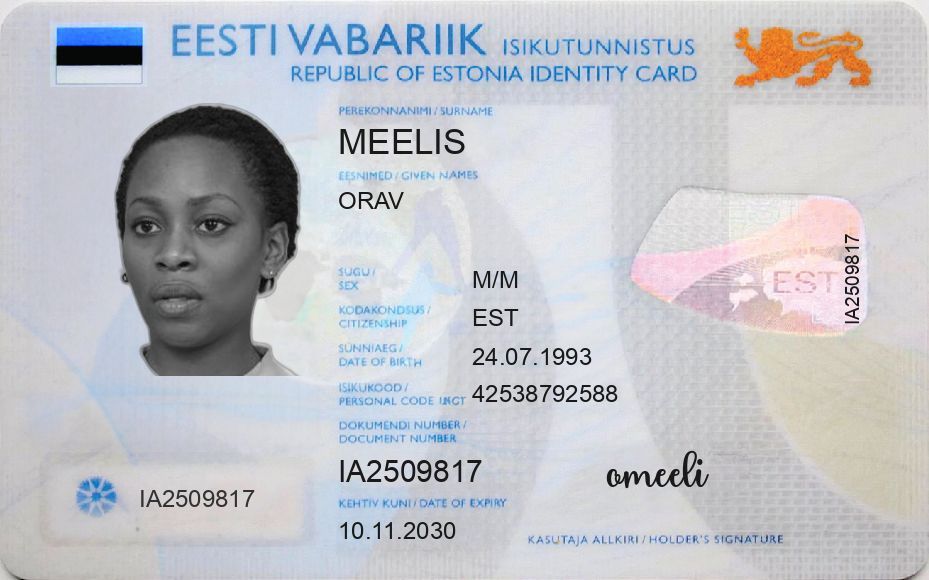 EESTI VABARIIK ISIKUTUNNISTUS
REPUBLIC OF ESTONIA IDENTITY CARD
PEREKONNANIMI / SURNAME
MEELIS
EESNIMED / GIVEN NAMES
ORAV
SUGU /
SEX
M/M
KODAKONDSUS /
CITIZENSHIP
EST
SÜNNIAEG /
DATE OF BIRTH
24.07.1993
ISIKUKOOD /
PERSONAL CODE
42538792588
DOKUMENDI NUMBER /
DOCUMENT NUMBER
IA2509817
KEHTIV KUNI / DATE OF EXPIRY
10.11.2030
IA2509817
EST
IA2509817
omeeli
KASUTAJA ALLKIRI / HOLDER'S SIGNATURE